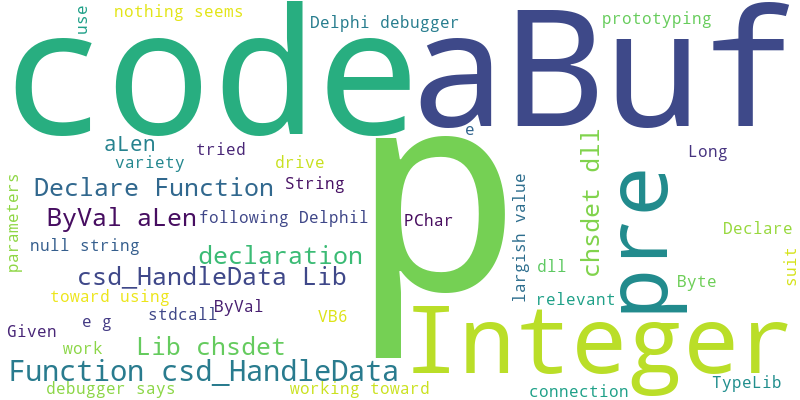 use
nothing seems
Delphi debugger
prototyping
code
aBuf
e
aLen
tried
variety
drive
Long
p
pre
chsdet dll
largish value
parameters
Declare Function
String
ByVal aLen
following Delphil
PChar
Declare
null string
declaration
suit
csd_HandleData Lib
dll
Byte
toward using
relevant
ByVal
stdcall
VB6
e g
Given
Integer
work
Lib chsdet
Function csd_HandleData
debugger says
working toward
connection
TypeLib